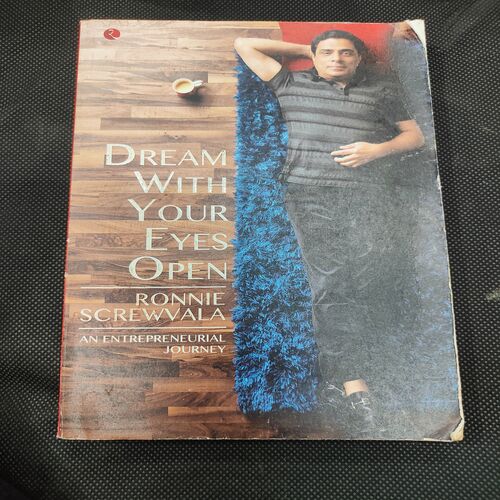 DREAM
WITH
YOUR
EYES
OPEN
RONNIE
SCREWVALA
AN ENTREPRENEURIAL
JOURNEY